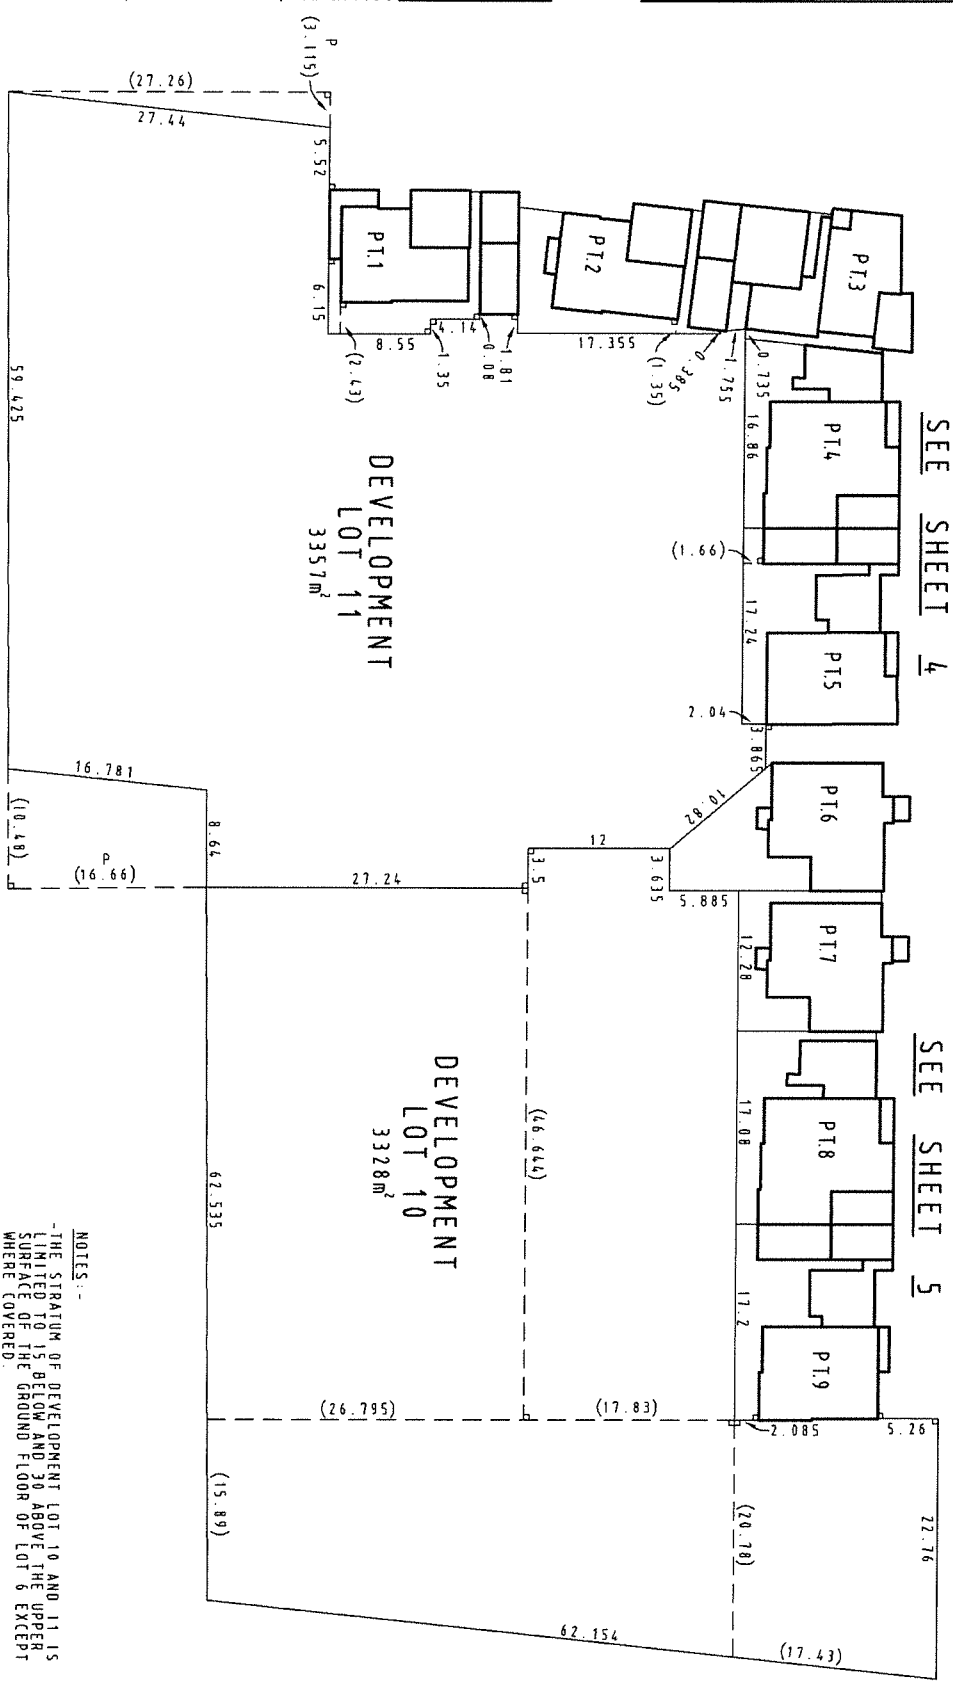 SEE SHEET 4
SEE SHEET 5
PT.1
PT.2
PT.3
PT.4
PT.5
PT.6
PT.7
PT.8
PT.9
P
(3.115)
(27.26)
27.44
5.52
6.15
(2.43)
8.55
1.35
4.14
0.08
1.81
17.355
(1.35)
0.385
1.755
0.735
16.86
(1.66)
17.24
2.04
3.865
10.82
12
3.5
3.635
5.885
12.28
17.08
17.2
2.085
5.26
22.76
(20.78)
(17.43)
62.154
(17.83)
(26.795)
(15.89)
(46.644)
62.535
27.24
8.64
16.781
P
(16.66)
(10.48)
59.425
DEVELOPMENT
LOT 11
3357m²
DEVELOPMENT
LOT 10
3328m²
NOTES:-
-THE STRATUM OF DEVELOPMENT LOT 10 AND 11 IS
LIMITED TO 15 BELOW AND 30 ABOVE THE UPPER
SURFACE OF THE GROUND FLOOR OF LOT 6 EXCEPT
WHERE COVERED.